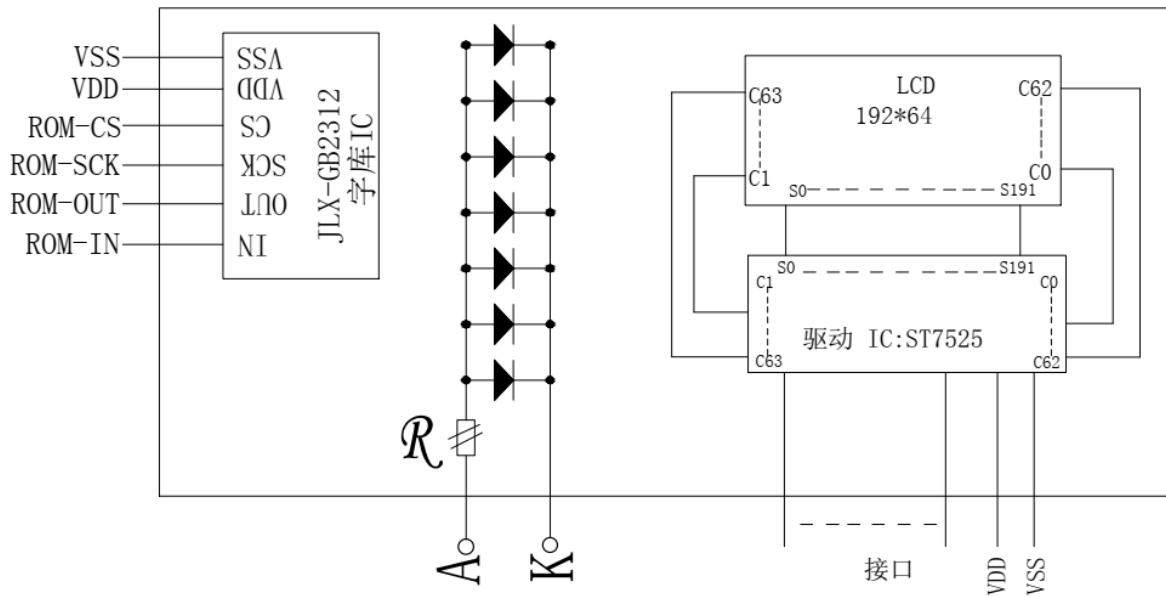 VSS
VDD
ROM-CS
ROM-SCK
ROM-OUT
ROM-IN
VSS
VDD
CS
SCK
OUT
IN
JLX-GB2312
字库IC
R
A
K
LCD
192*64
C63
C62
C1
C0
S0
S191
S0
S191
C1
C0
驱动 IC:ST7525
C63
C62
接口
VDD
VSS